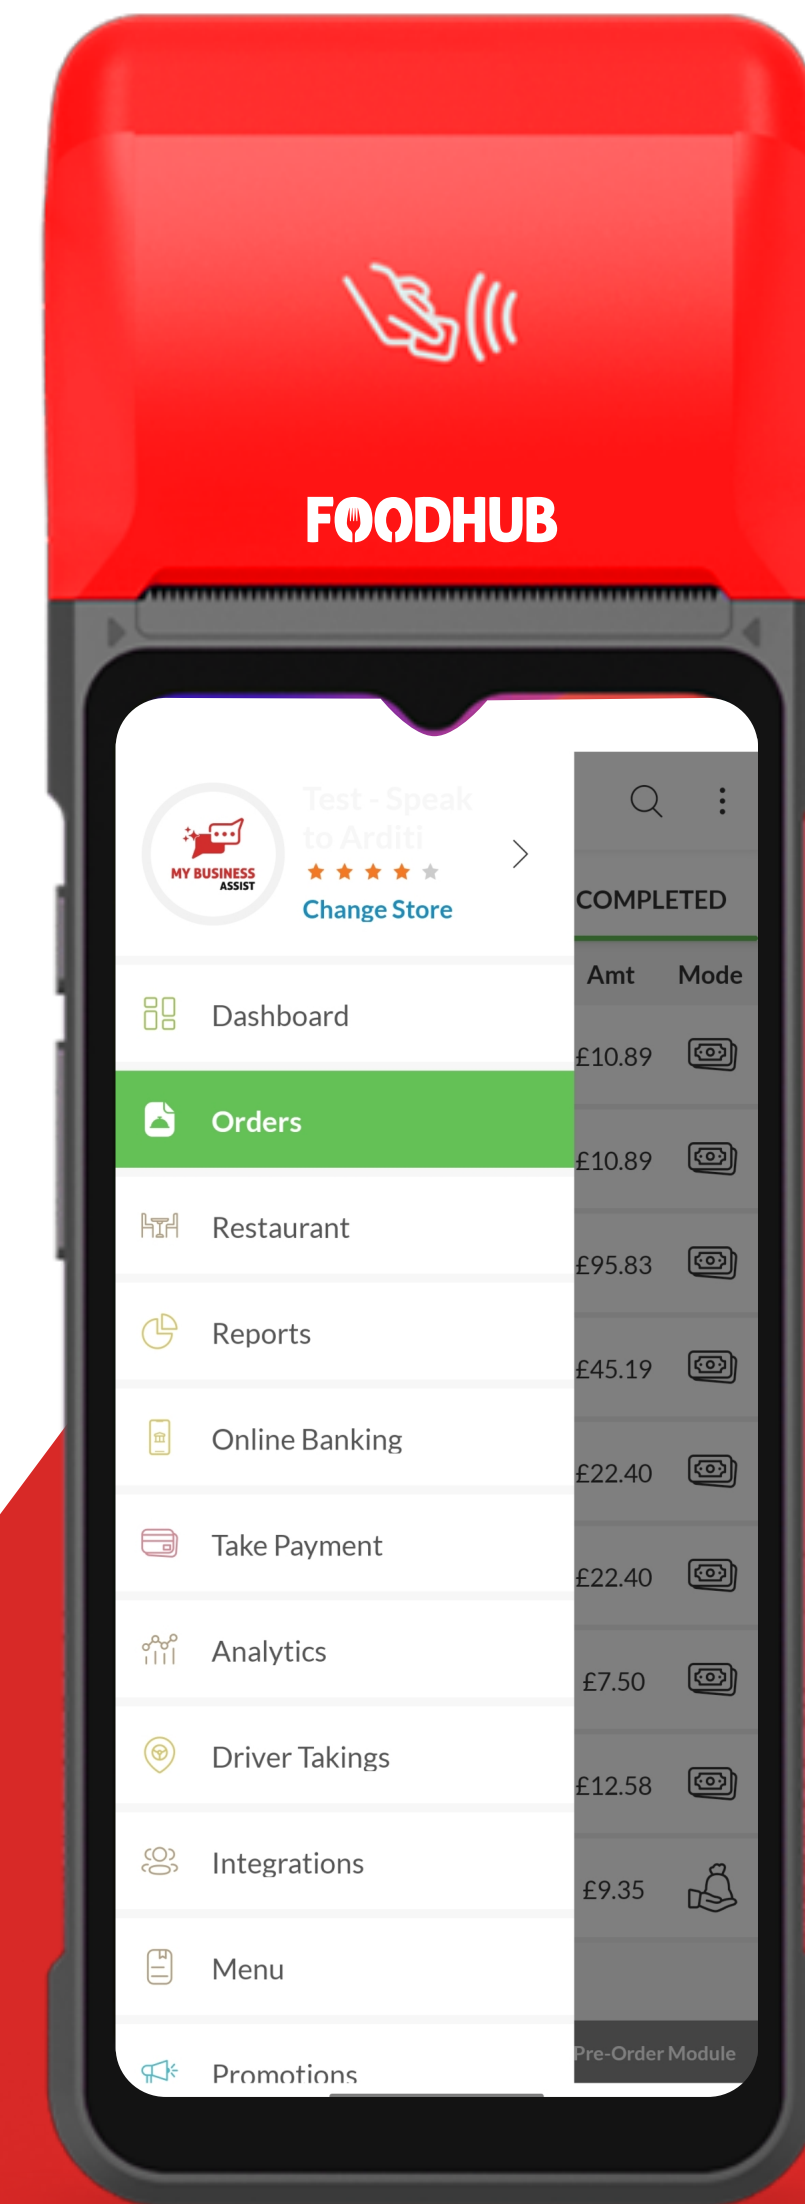 FOODHUB
MY BUSINESS
ASSIST
Test - Speak
to Arditi
Change Store
Dashboard
Orders
Restaurant
Reports
Online Banking
Take Payment
Analytics
Driver Takings
Integrations
Menu
Promotions
COMPLETED
Amt Mode
£10.89
£10.89
£95.83
£45.19
£22.40
£22.40
£7.50
£12.58
£9.35
Pre-Order Module